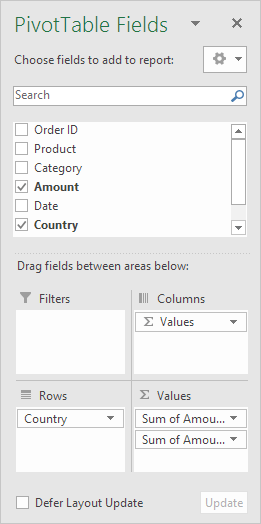 PivotTable Fields
Choose fields to add to report:
Search
Order ID
Product
Category
Amount
Date
Country
Drag fields between areas below:
Filters
Columns
Σ Values
Rows
Σ Values
Country
Sum of Amou...
Sum of Amou...
Defer Layout Update
Update